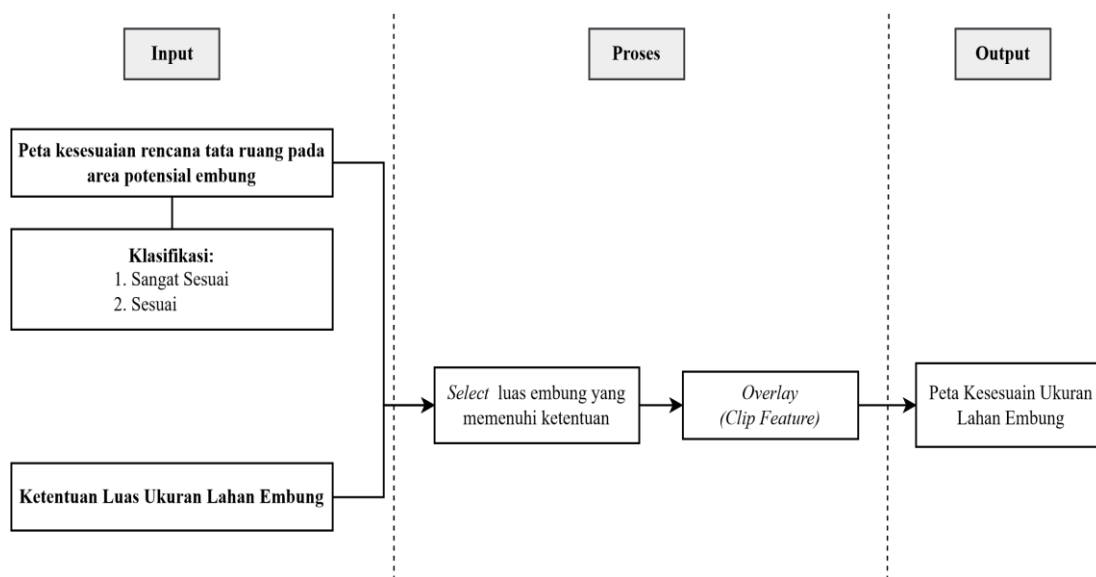 Input
Proses
Output
Peta kesesuaian rencana tata ruang pada
area potensial embung
Klasifikasi:
1. Sangat Sesuai
2. Sesuai
Select luas embung yang
memenuhi ketentuan
Overlay
(Clip Feature)
Peta Kesesuain Ukuran
Lahan Embung
Ketentuan Luas Ukuran Lahan Embung